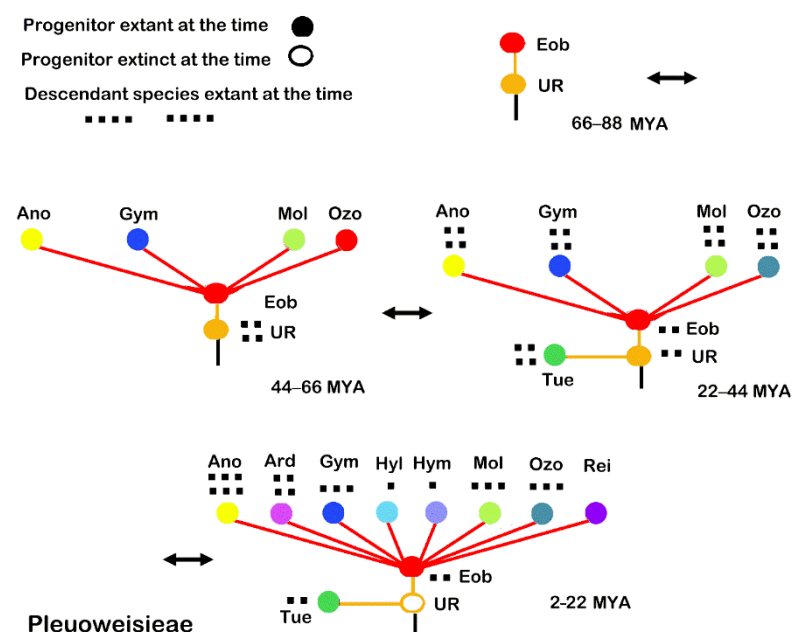 Progenitor extant at the time
Progenitor extinct at the time
Descendant species extant at the time
Eob
UR
66–88 MYA
Ano Gym Mol Ozo
Eob
UR
44–66 MYA
Ano Gym Mol Ozo
Eob
UR
Tue
22–44 MYA
Ano Ard Gym Hyl Hym Mol Ozo Rei
Eob
UR
Tue
2–22 MYA
Pleuoweisieae